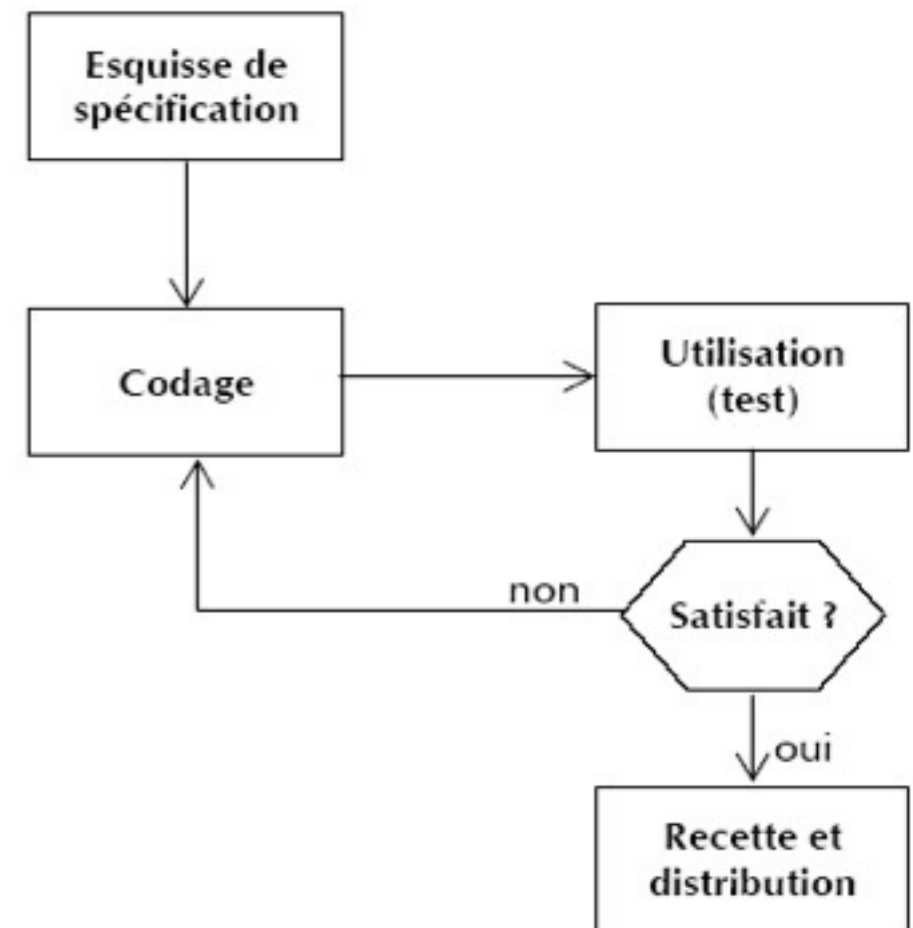 Esquisse de
spécification
Codage
Utilisation
(test)
non
Satisfait ?
oui
Recette et
distribution